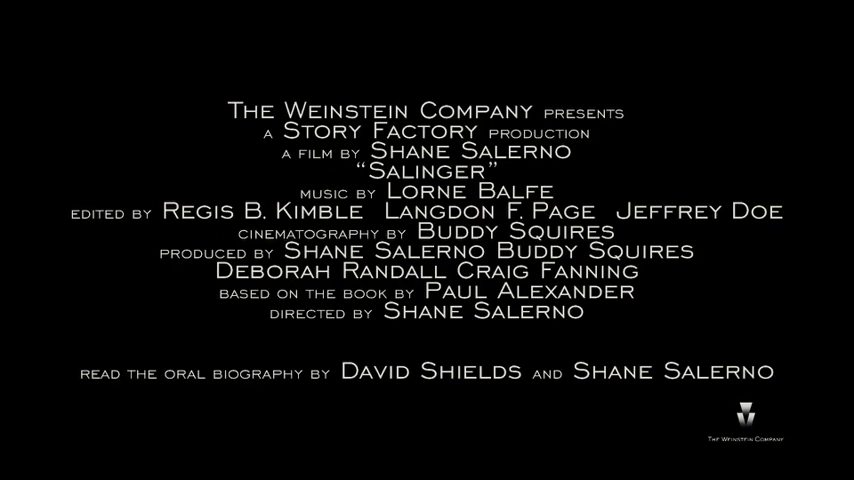 The Weinstein Company presents
a Story Factory production
a film by Shane Salerno
“Salinger”
music by Lorne Balfe
edited by Regis B. Kimble Langdon F. Page Jeffrey Doe
cinematography by Buddy Squires
produced by Shane Salerno Buddy Squires
Deborah Randall Craig Fanning
based on the book by Paul Alexander
directed by Shane Salerno
read the oral biography by David Shields and Shane Salerno
The Weinstein Company